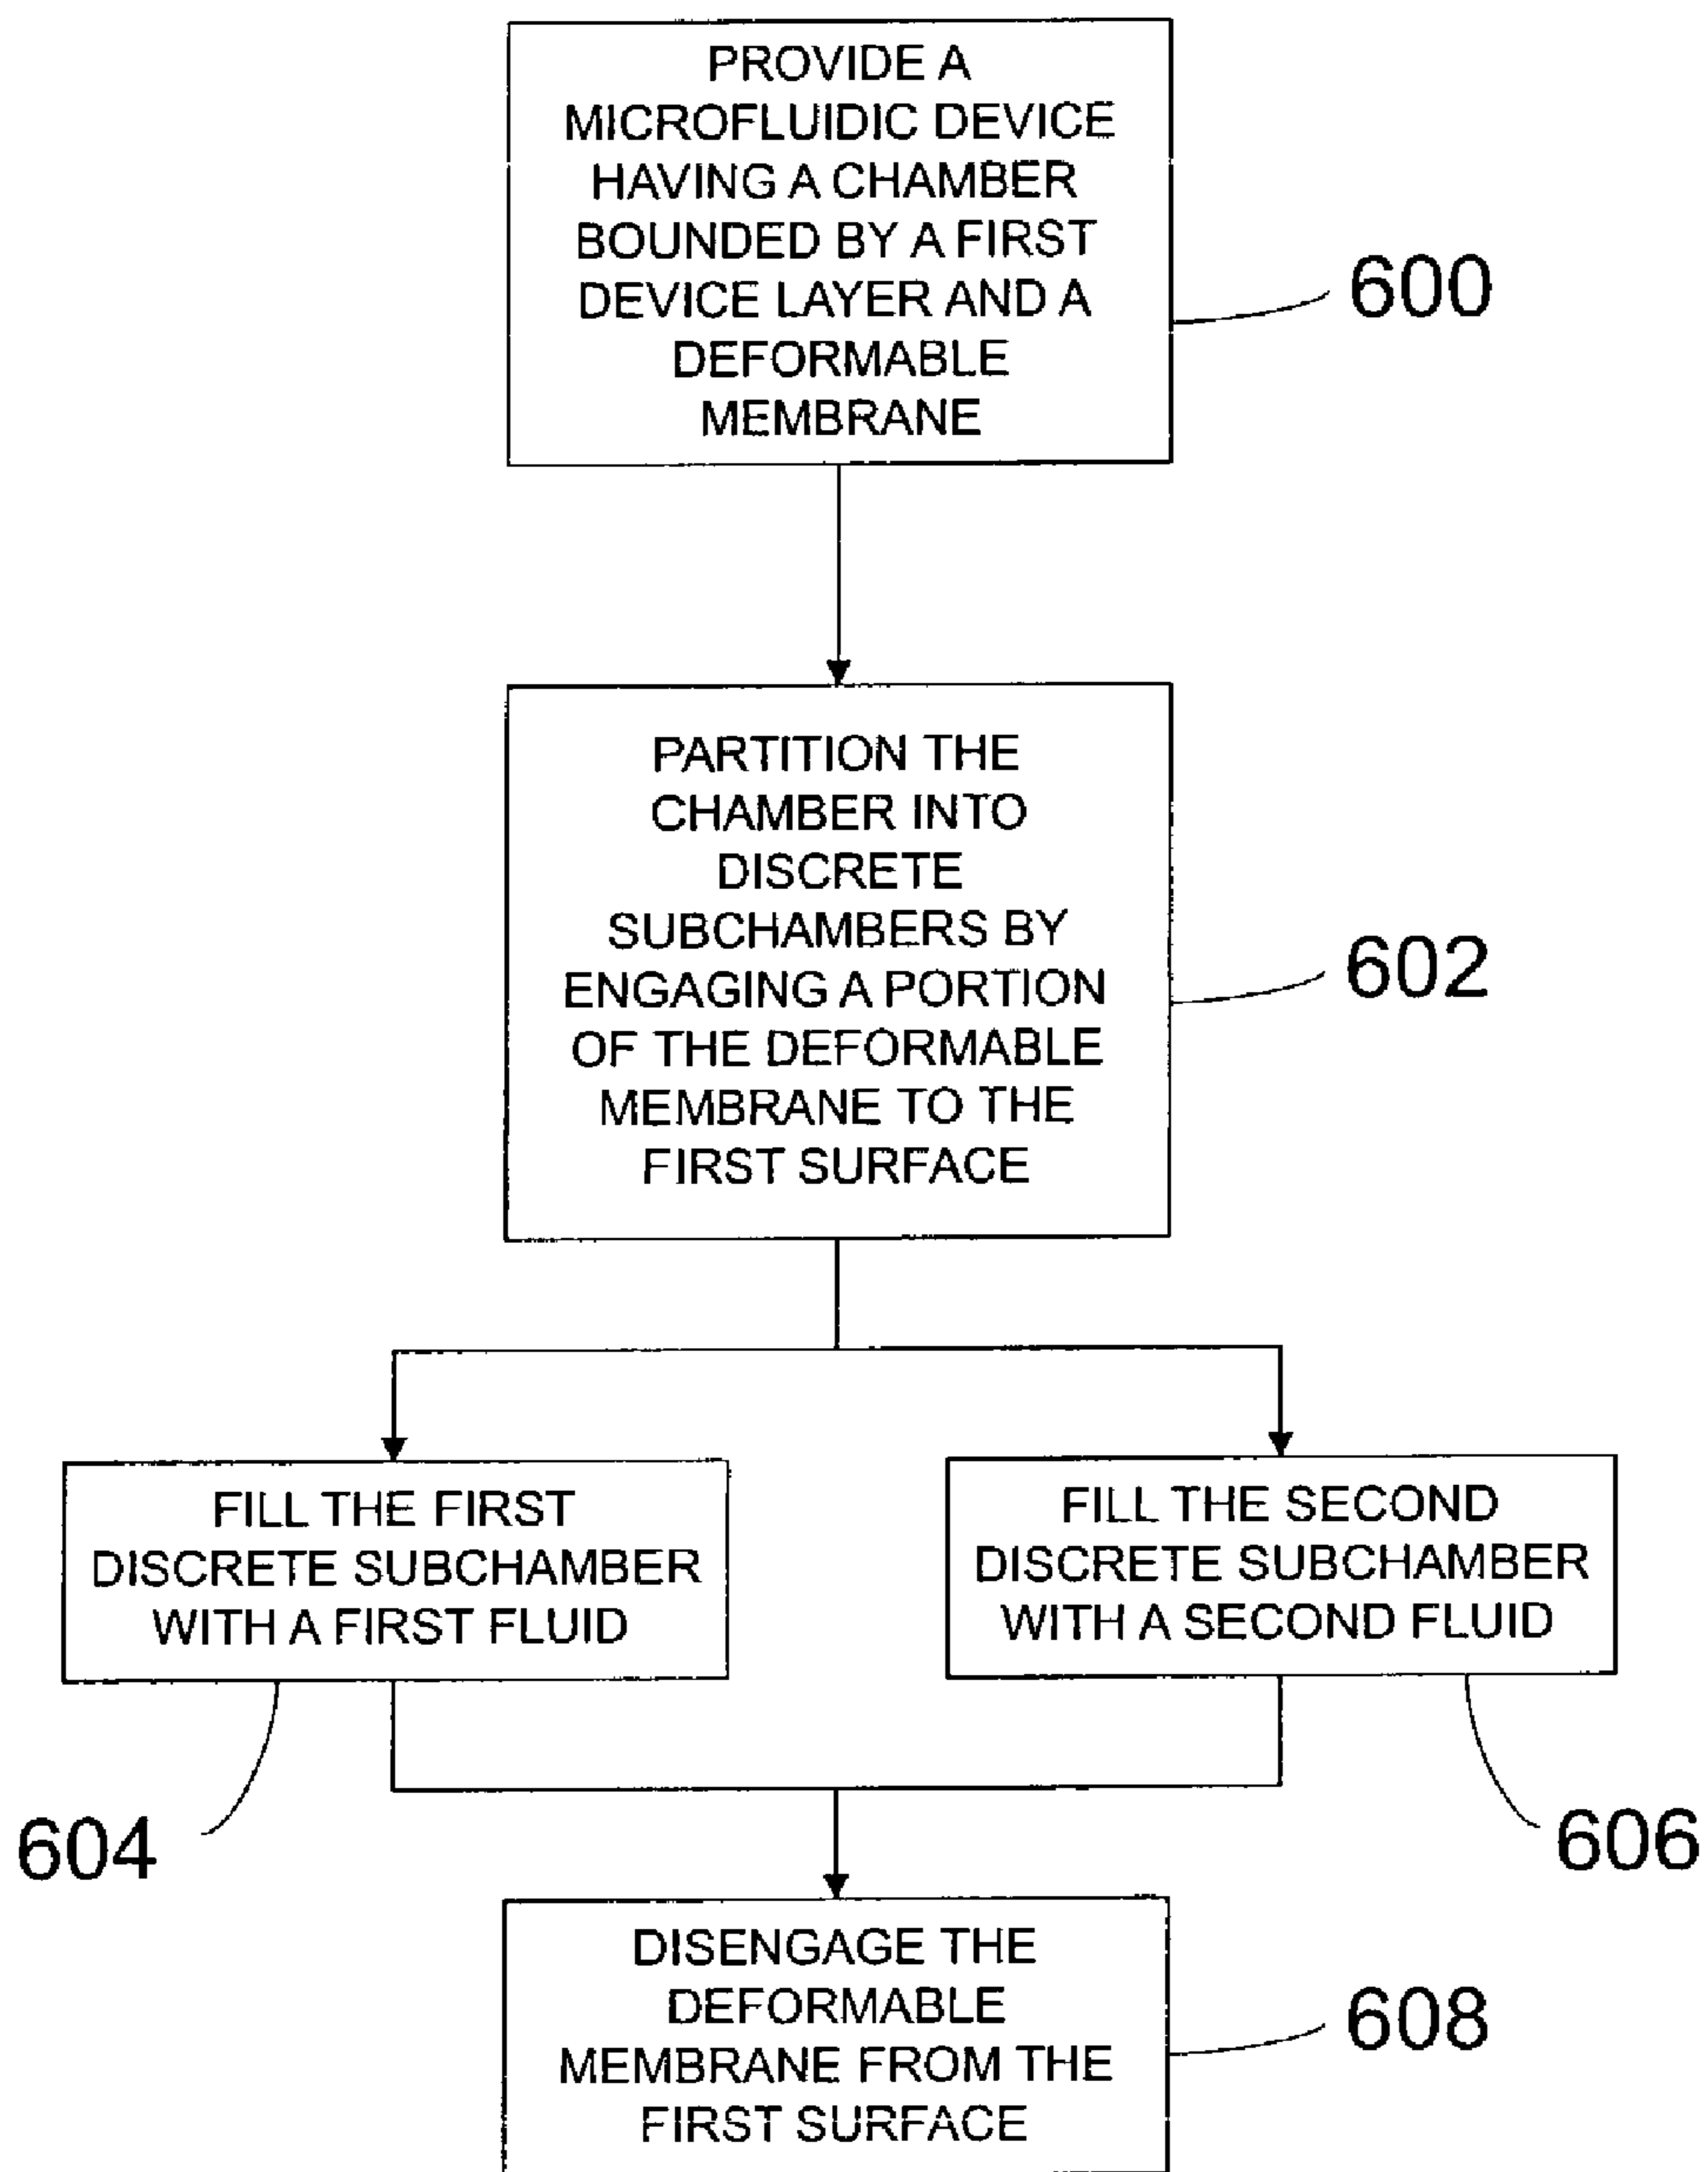 PROVIDE A
MICROFLUIDIC DEVICE
HAVING A CHAMBER
BOUNDED BY A FIRST
DEVICE LAYER AND A
DEFORMABLE
MEMBRANE
600
PARTITION THE
CHAMBER INTO
DISCRETE
SUBCHAMBERS BY
ENGAGING A PORTION
OF THE DEFORMABLE
MEMBRANE TO THE
FIRST SURFACE
602
FILL THE FIRST
DISCRETE SUBCHAMBER
WITH A FIRST FLUID
604
FILL THE SECOND
DISCRETE SUBCHAMBER
WITH A SECOND FLUID
606
DISENGAGE THE
DEFORMABLE
MEMBRANE FROM THE
FIRST SURFACE
608